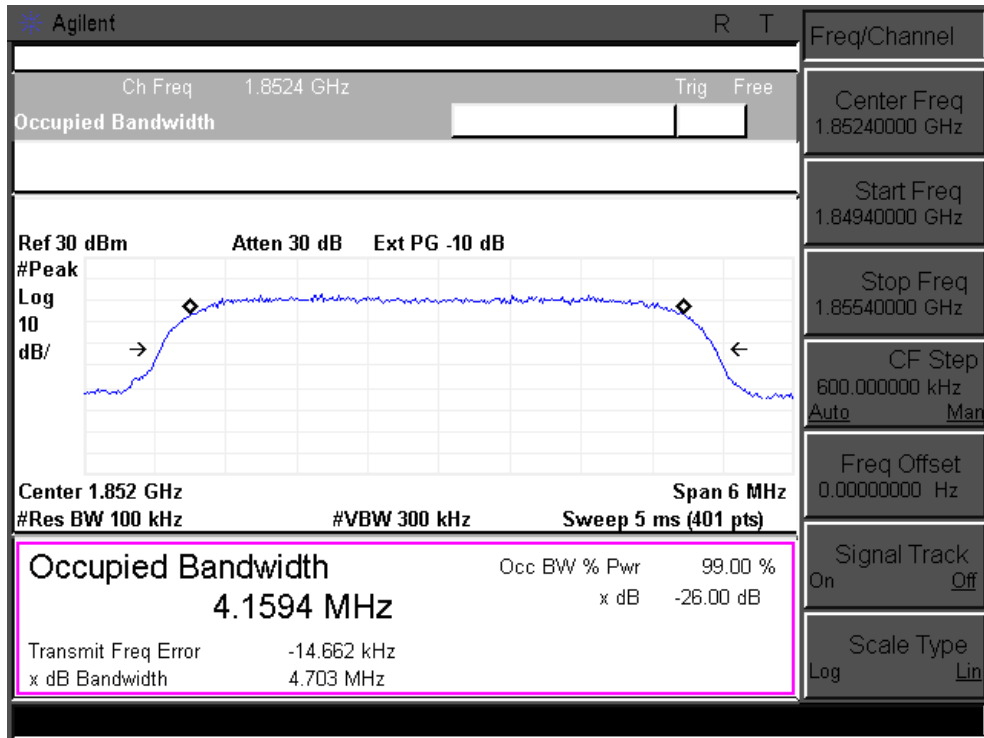 Agilent
R T
Ch Freq 1.8524 GHz
Trig Free
Occupied Bandwidth
Ref 30 dBm Atten 30 dB Ext PG -10 dB
#Peak
Log
10
dB/
Center 1.852 GHz Span 6 MHz
#Res BW 100 kHz #VBW 300 kHz Sweep 5 ms (401 pts)
Occupied Bandwidth
4.1594 MHz
Occ BW % Pwr 99.00 %
x dB -26.00 dB
Transmit Freq Error -14.662 kHz
x dB Bandwidth 4.703 MHz
Freq/Channel
Center Freq
1.85240000 GHz
Start Freq
1.84940000 GHz
Stop Freq
1.85540000 GHz
CF Step
600.000000 kHz
Auto Man
Freq Offset
0.00000000 Hz
Signal Track
On Off
Scale Type
Log Lin